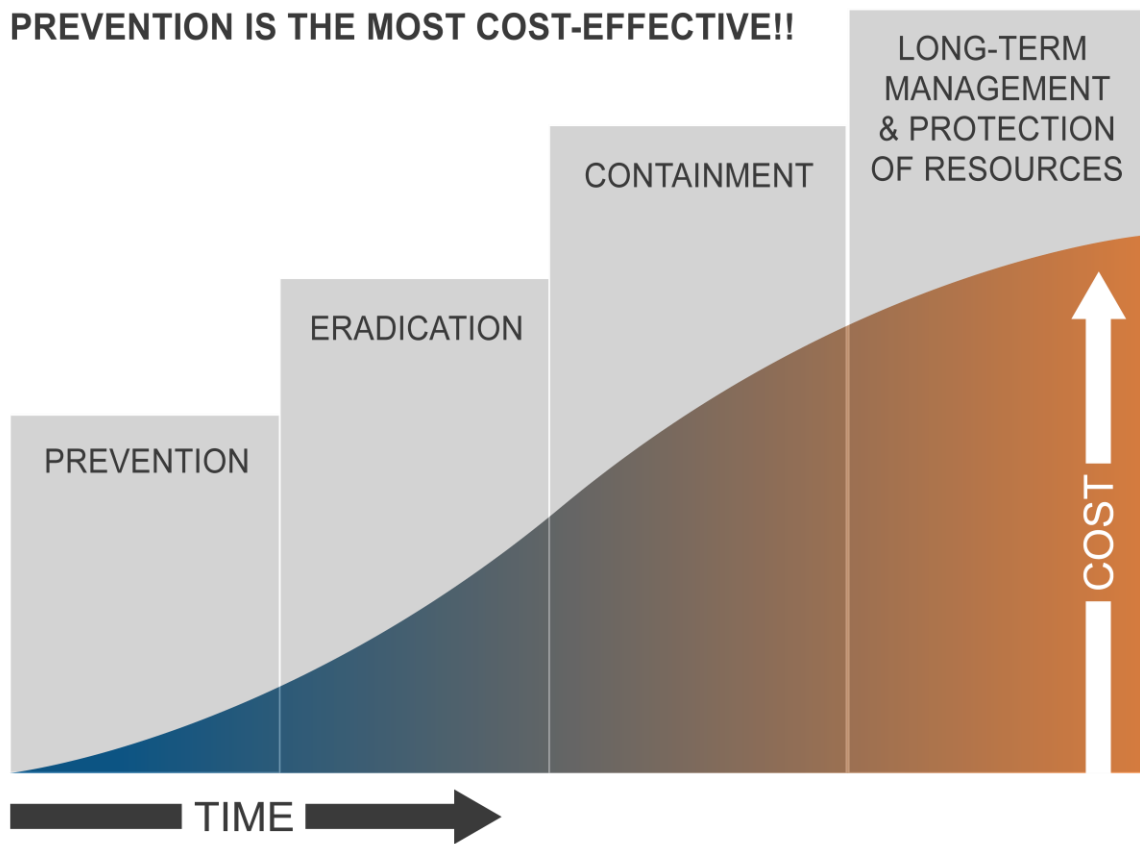 PREVENTION IS THE MOST COST-EFFECTIVE!!
LONG-TERM
MANAGEMENT
& PROTECTION
OF RESOURCES
CONTAINMENT
ERADICATION
PREVENTION
COST
TIME